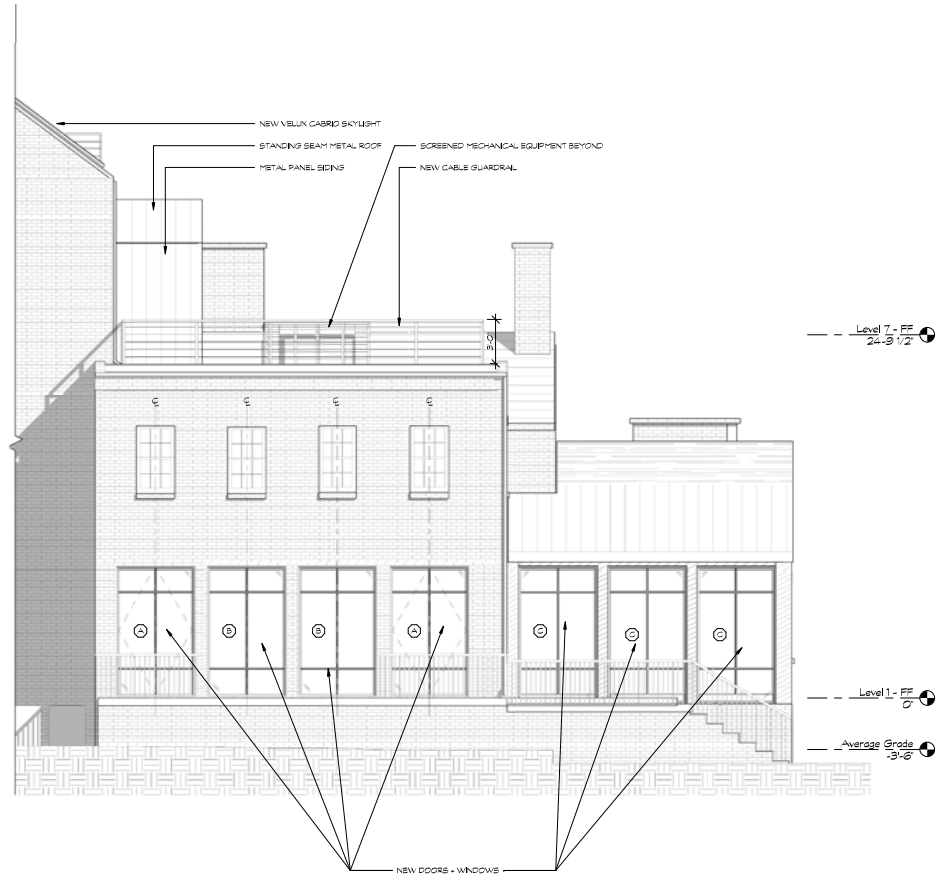 NEW VELUX CABRIO SKYLIGHT
STANDING SEAM METAL ROOF
SCREENED MECHANICAL EQUIPMENT BEYOND
METAL PANEL SIDING
NEW CABLE GUARDRAIL
3'-0"
Level 7 - FF
24'-9 1/2"
℄ ℄ ℄ ℄
A B B A C C C
Level 1 - FF
0"
Average Grade
-3'-6"
NEW DOORS + WINDOWS